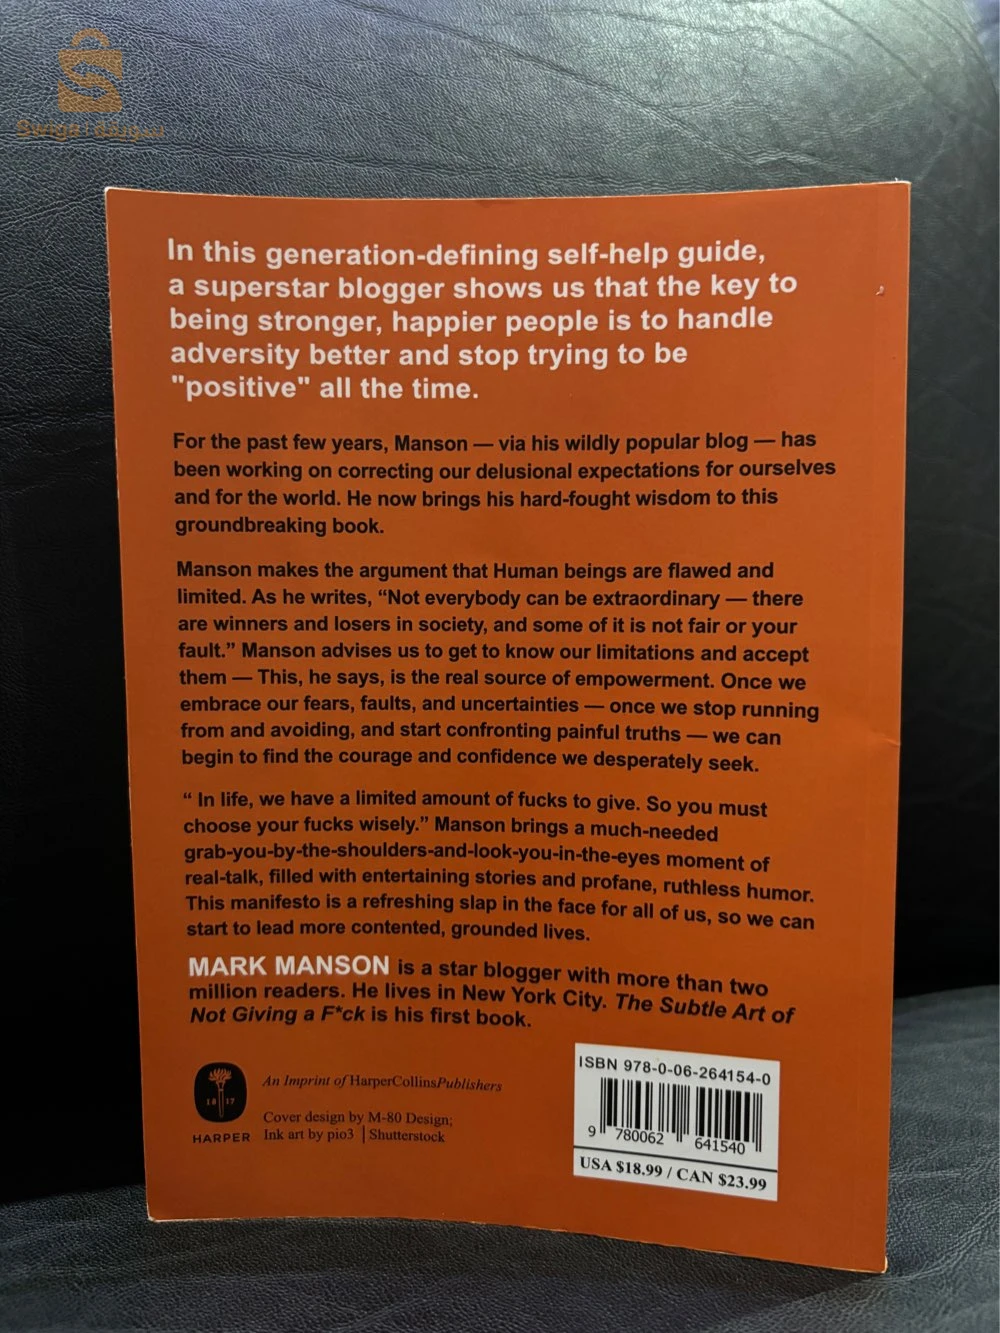 In this generation-defining self-help guide,
a superstar blogger shows us that the key to
being stronger, happier people is to handle
adversity better and stop trying to be
"positive" all the time.
For the past few years, Manson — via his wildly popular blog — has
been working on correcting our delusional expectations for ourselves
and for the world. He now brings his hard-fought wisdom to this
groundbreaking book.
Manson makes the argument that Human beings are flawed and
limited. As he writes, “Not everybody can be extraordinary — there
are winners and losers in society, and some of it is not fair or your
fault.” Manson advises us to get to know our limitations and accept
them — This, he says, is the real source of empowerment. Once we
embrace our fears, faults, and uncertainties — once we stop running
from and avoiding, and start confronting painful truths — we can
begin to find the courage and confidence we desperately seek.
“ In life, we have a limited amount of fucks to give. So you must
choose your fucks wisely.” Manson brings a much-needed
grab-you-by-the-shoulders-and-look-you-in-the-eyes moment of
real-talk, filled with entertaining stories and profane, ruthless humor.
This manifesto is a refreshing slap in the face for all of us, so we can
start to lead more contented, grounded lives.
MARK MANSON is a star blogger with more than two
million readers. He lives in New York City. The Subtle Art of
Not Giving a F*ck is his first book.
1817
HARPER
An Imprint of HarperCollinsPublishers
Cover design by M-80 Design;
Ink art by pio3 | Shutterstock
ISBN 978-0-06-264154-0
9 780062 641540
USA $18.99 / CAN $23.99